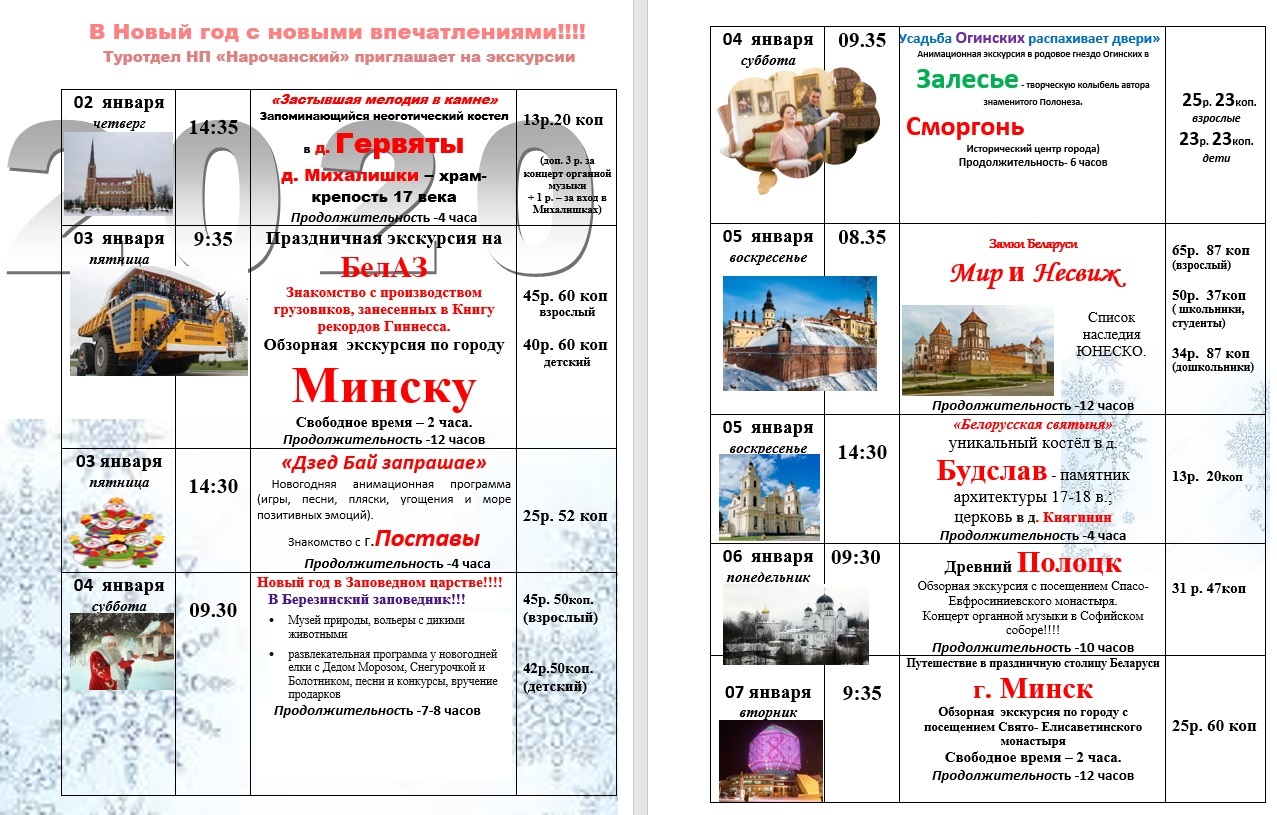 В Новый год с новыми впечатлениями!!!!
Туротдел НП «Нарочанский» приглашает на экскурсии
2020
02 января
четверг
14:35
«Застывшая мелодия в камне»
Запоминающийся неоготический костел
в д. Гервяты
д. Михалишки – храм-
крепость 17 века
Продолжительность -4 часа
13р.20 коп
(доп. 3 р. за
концерт органной
музыки
+ 1 р. – за вход в
Михалишках)
03 января
пятница
9:35
Праздничная экскурсия на
БелАЗ
Знакомство с производством
грузовиков, занесенных в Книгу
рекордов Гиннесса.
Обзорная экскурсия по городу
Минску
Свободное время – 2 часа.
Продолжительность -12 часов
45р. 60 коп
взрослый
40р. 60 коп
детский
03 января
пятница
14:30
«Дзед Бай запрашае»
Новогодняя анимационная программа
(игры, песни, пляски, угощения и море
позитивных эмоций).
Знакомство с г.Поставы
Продолжительность -4 часа
25р. 52 коп
04 января
суббота
09.30
Новый год в Заповедном царстве!!!!
В Березинский заповедник!!!
• Музей природы, вольеры с дикими
животными
• развлекательная программа у новогодней
елки с Дедом Морозом, Снегурочкой и
Болотником, песни и конкурсы, вручение
продарков
Продолжительность -7-8 часов
45р. 50коп.
(взрослый)
42р.50коп.
(детский)
04 января
суббота
09.35
Усадьба Огинских распахивает двери»
Анимационная экскурсия в родовое гнездо Огинских в
Залесье - творческую колыбель автора
знаменитого Полонеза.
Сморгонь
Исторический центр города)
Продолжительность- 6 часов
25р. 23коп.
взрослые
23р. 23коп.
дети
05 января
воскресенье
08.35
Замки Беларуси
Мир и Несвиж
Список
наследия
ЮНЕСКО.
Продолжительность -12 часов
65р. 87 коп
(взрослый)
50р. 37коп
( школьники,
студенты)
34р. 87 коп
(дошкольники)
05 января
воскресенье
14:30
«Белорусская святыня»
уникальный костёл в д.
Будслав - памятник
архитектуры 17-18 в.;
церковь в д. Княгинин
Продолжительность -4 часа
13р. 20коп
06 января
понедельник
09:30
Древний Полоцк
Обзорная экскурсия с посещением Спасо-
Евфросиниевского монастыря.
Концерт органной музыки в Софийском
соборе!!!!
Продолжительность -10 часов
31 р. 47коп
07 января
вторник
9:35
Путешествие в праздничную столицу Беларуси
г. Минск
Обзорная экскурсия по городу с
посещением Свято- Елисаветинского
монастыря
Свободное время – 2 часа.
Продолжительность -12 часов
25р. 60 коп